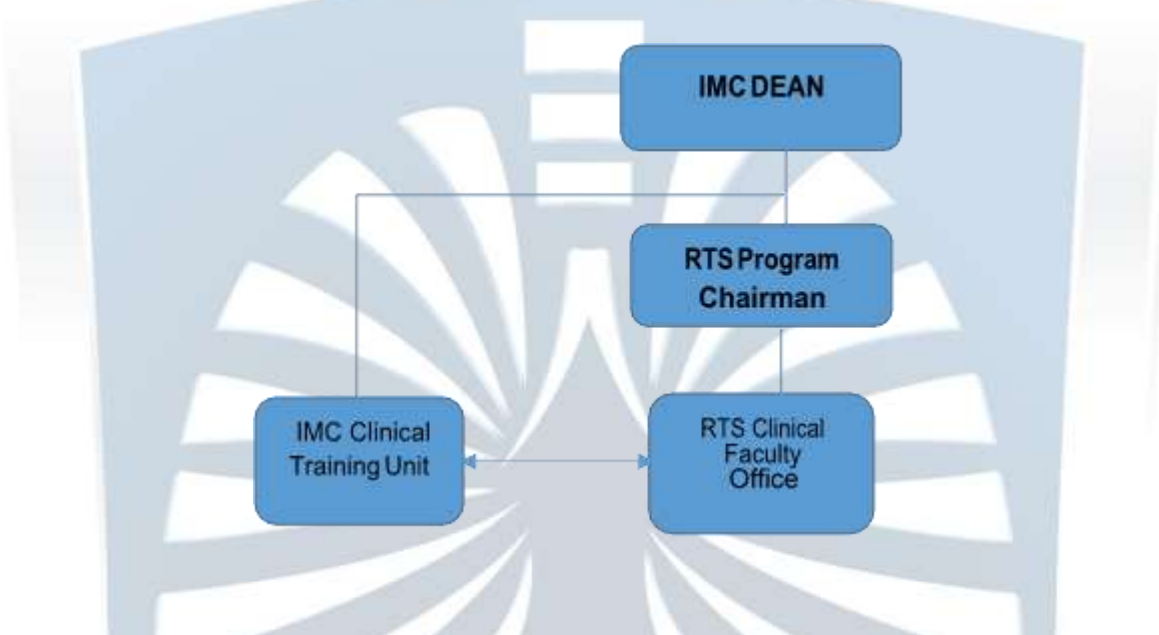 IMC DEAN
RTS Program
Chairman
IMC Clinical
Training Unit
RTS Clinical
Faculty
Office